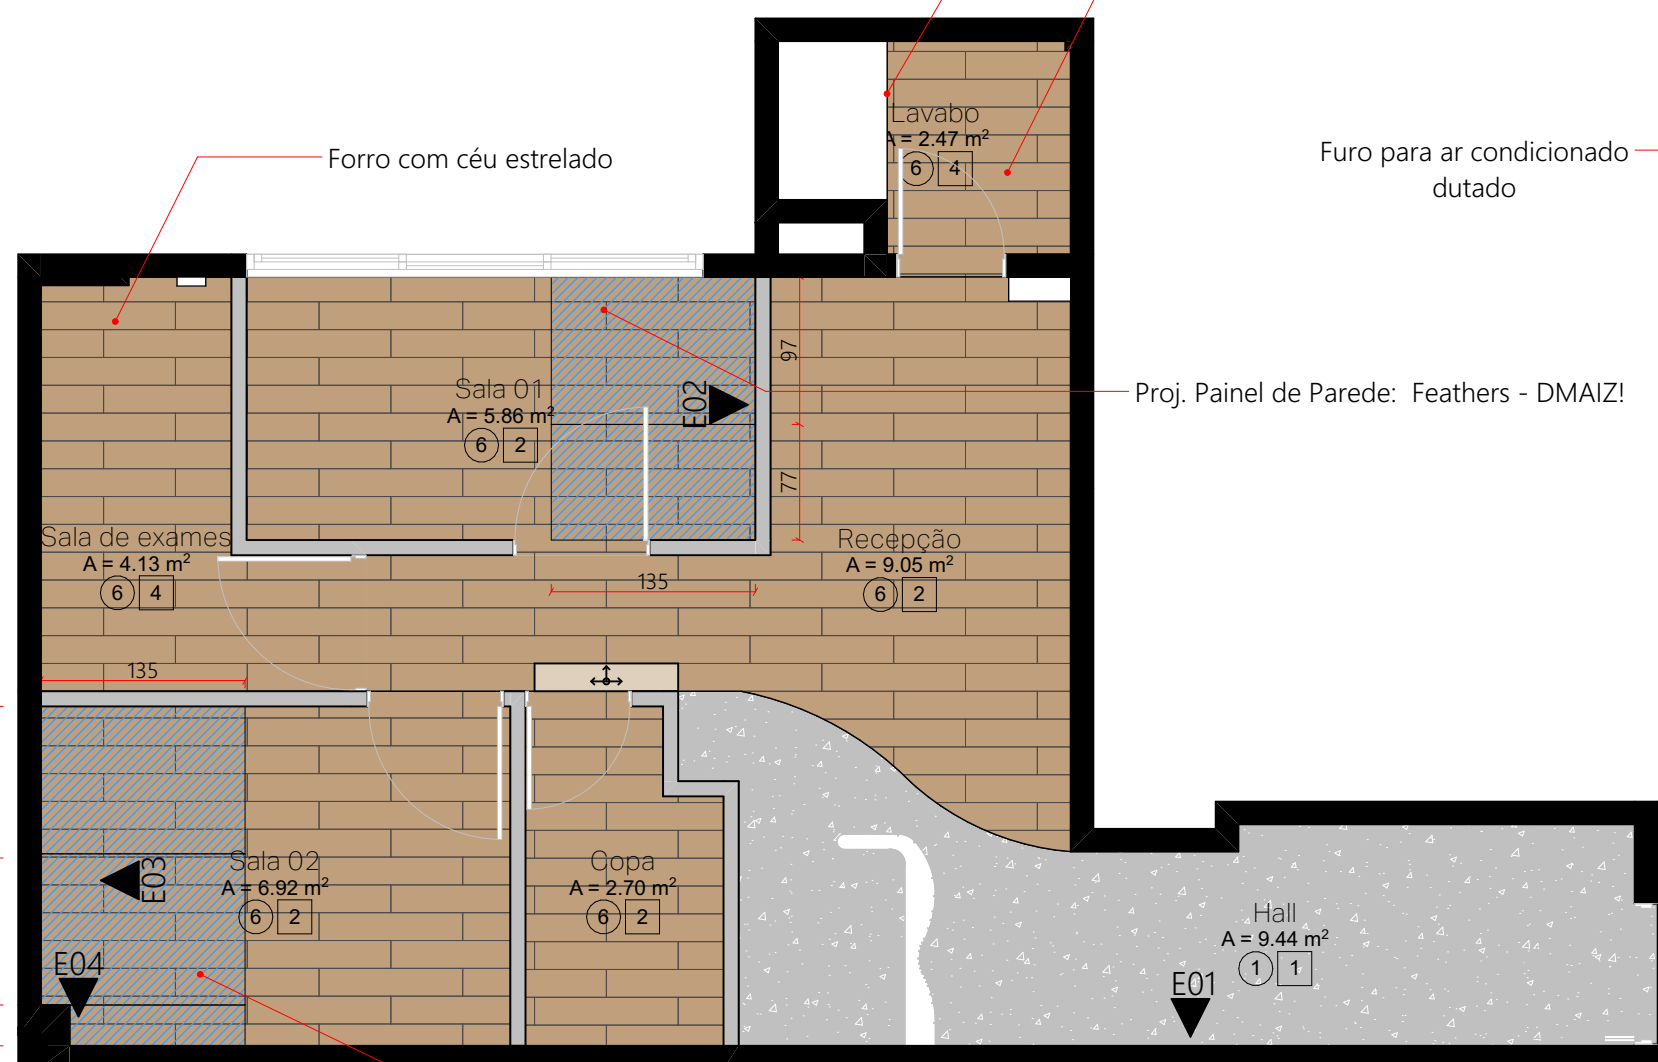 Lavabo
A = 2.47 m²
6 4
Forro com céu estrelado
Furo para ar condicionado
dutado
97
Sala 01
A = 5.86 m²
6 2
E02
Proj. Painel de Parede: Feathers - DMAIZ!
77
Sala de exames
A = 4.13 m²
6 4
Recepção
A = 9.05 m²
6 2
135
135
Sala 02
A = 6.92 m²
6 2
E03
Copa
A = 2.70 m²
6 2
Hall
A = 9.44 m²
1 1
E04
E01